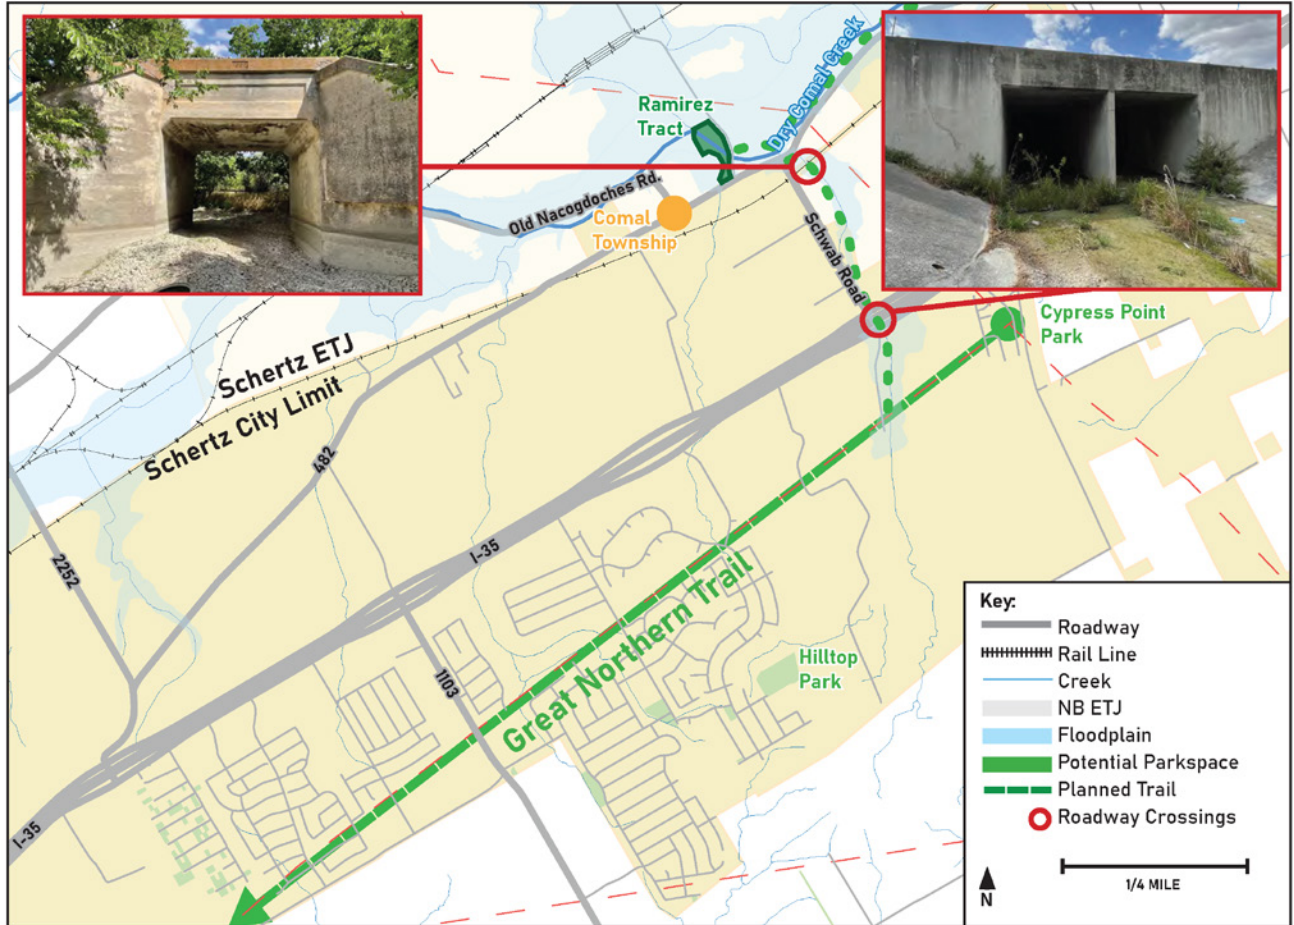 Ramirez
Tract
Dry Comal Creek
Old Nacogdoches Rd.
Comal
Township
Schwab Road
Cypress Point
Park
Schertz ETJ
Schertz City Limit
482
2252
I-35
Great Northern Trail
1103
Hilltop
Park
I-35
Key:
Roadway
Rail Line
Creek
NB ETJ
Floodplain
Potential Parkspace
Planned Trail
Roadway Crossings
N
1/4 MILE